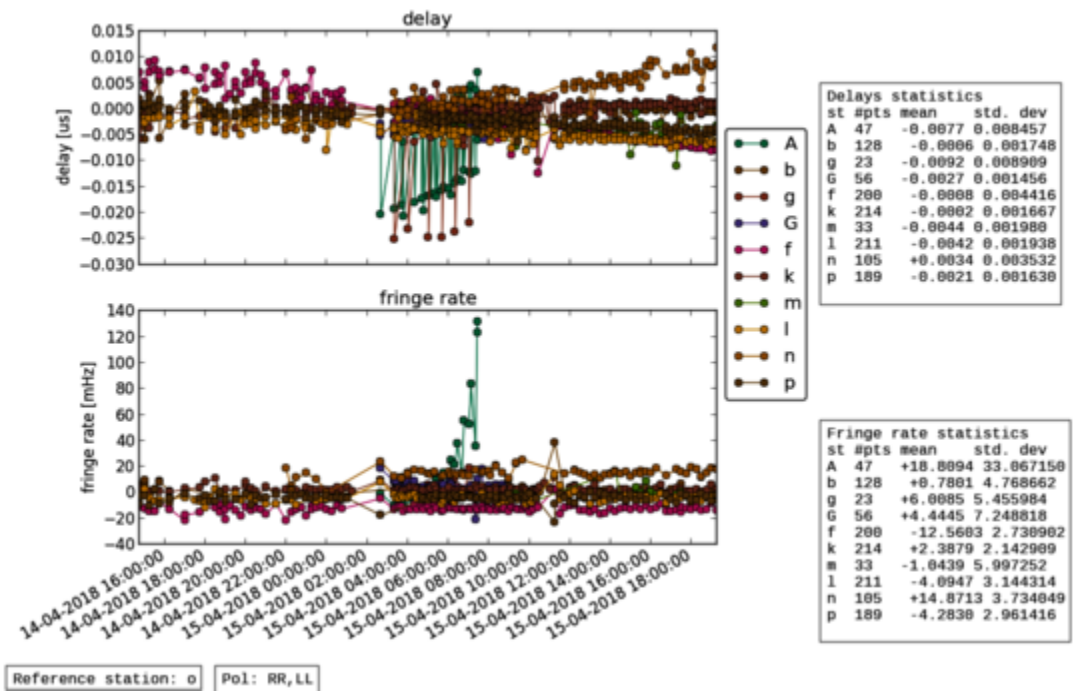 delay
0.015
0.010
0.005
0.000
−0.005
−0.010
−0.015
−0.020
−0.025
−0.030
delay [us]
fringe rate
140
120
100
80
60
40
20
0
−20
−40
fringe rate [mHz]
14-04-2018 16:00:00
14-04-2018 18:00:00
14-04-2018 20:00:00
14-04-2018 22:00:00
15-04-2018 00:00:00
15-04-2018 02:00:00
15-04-2018 04:00:00
15-04-2018 06:00:00
15-04-2018 08:00:00
15-04-2018 10:00:00
15-04-2018 12:00:00
15-04-2018 14:00:00
15-04-2018 16:00:00
15-04-2018 18:00:00
A
b
g
G
f
k
m
l
n
p
Delays statistics
st #pts mean std. dev
A 47 -0.0077 0.008457
b 128 -0.0006 0.001748
g 23 -0.0092 0.008909
G 56 -0.0027 0.001456
f 200 -0.0008 0.004416
k 214 -0.0002 0.001667
m 33 -0.0044 0.001980
l 211 -0.0042 0.001938
n 105 +0.0034 0.003532
p 189 -0.0021 0.001630
Fringe rate statistics
st #pts mean std. dev
A 47 +18.8094 33.067150
b 128 +0.7801 4.768662
g 23 +6.0085 5.455984
G 56 +4.4445 7.248818
f 200 -12.5603 2.730902
k 214 +2.3879 2.142909
m 33 -1.0439 5.997252
l 211 -4.0947 3.144314
n 105 +14.8713 3.734049
p 189 -4.2830 2.961416
Reference station: o
Pol: RR,LL